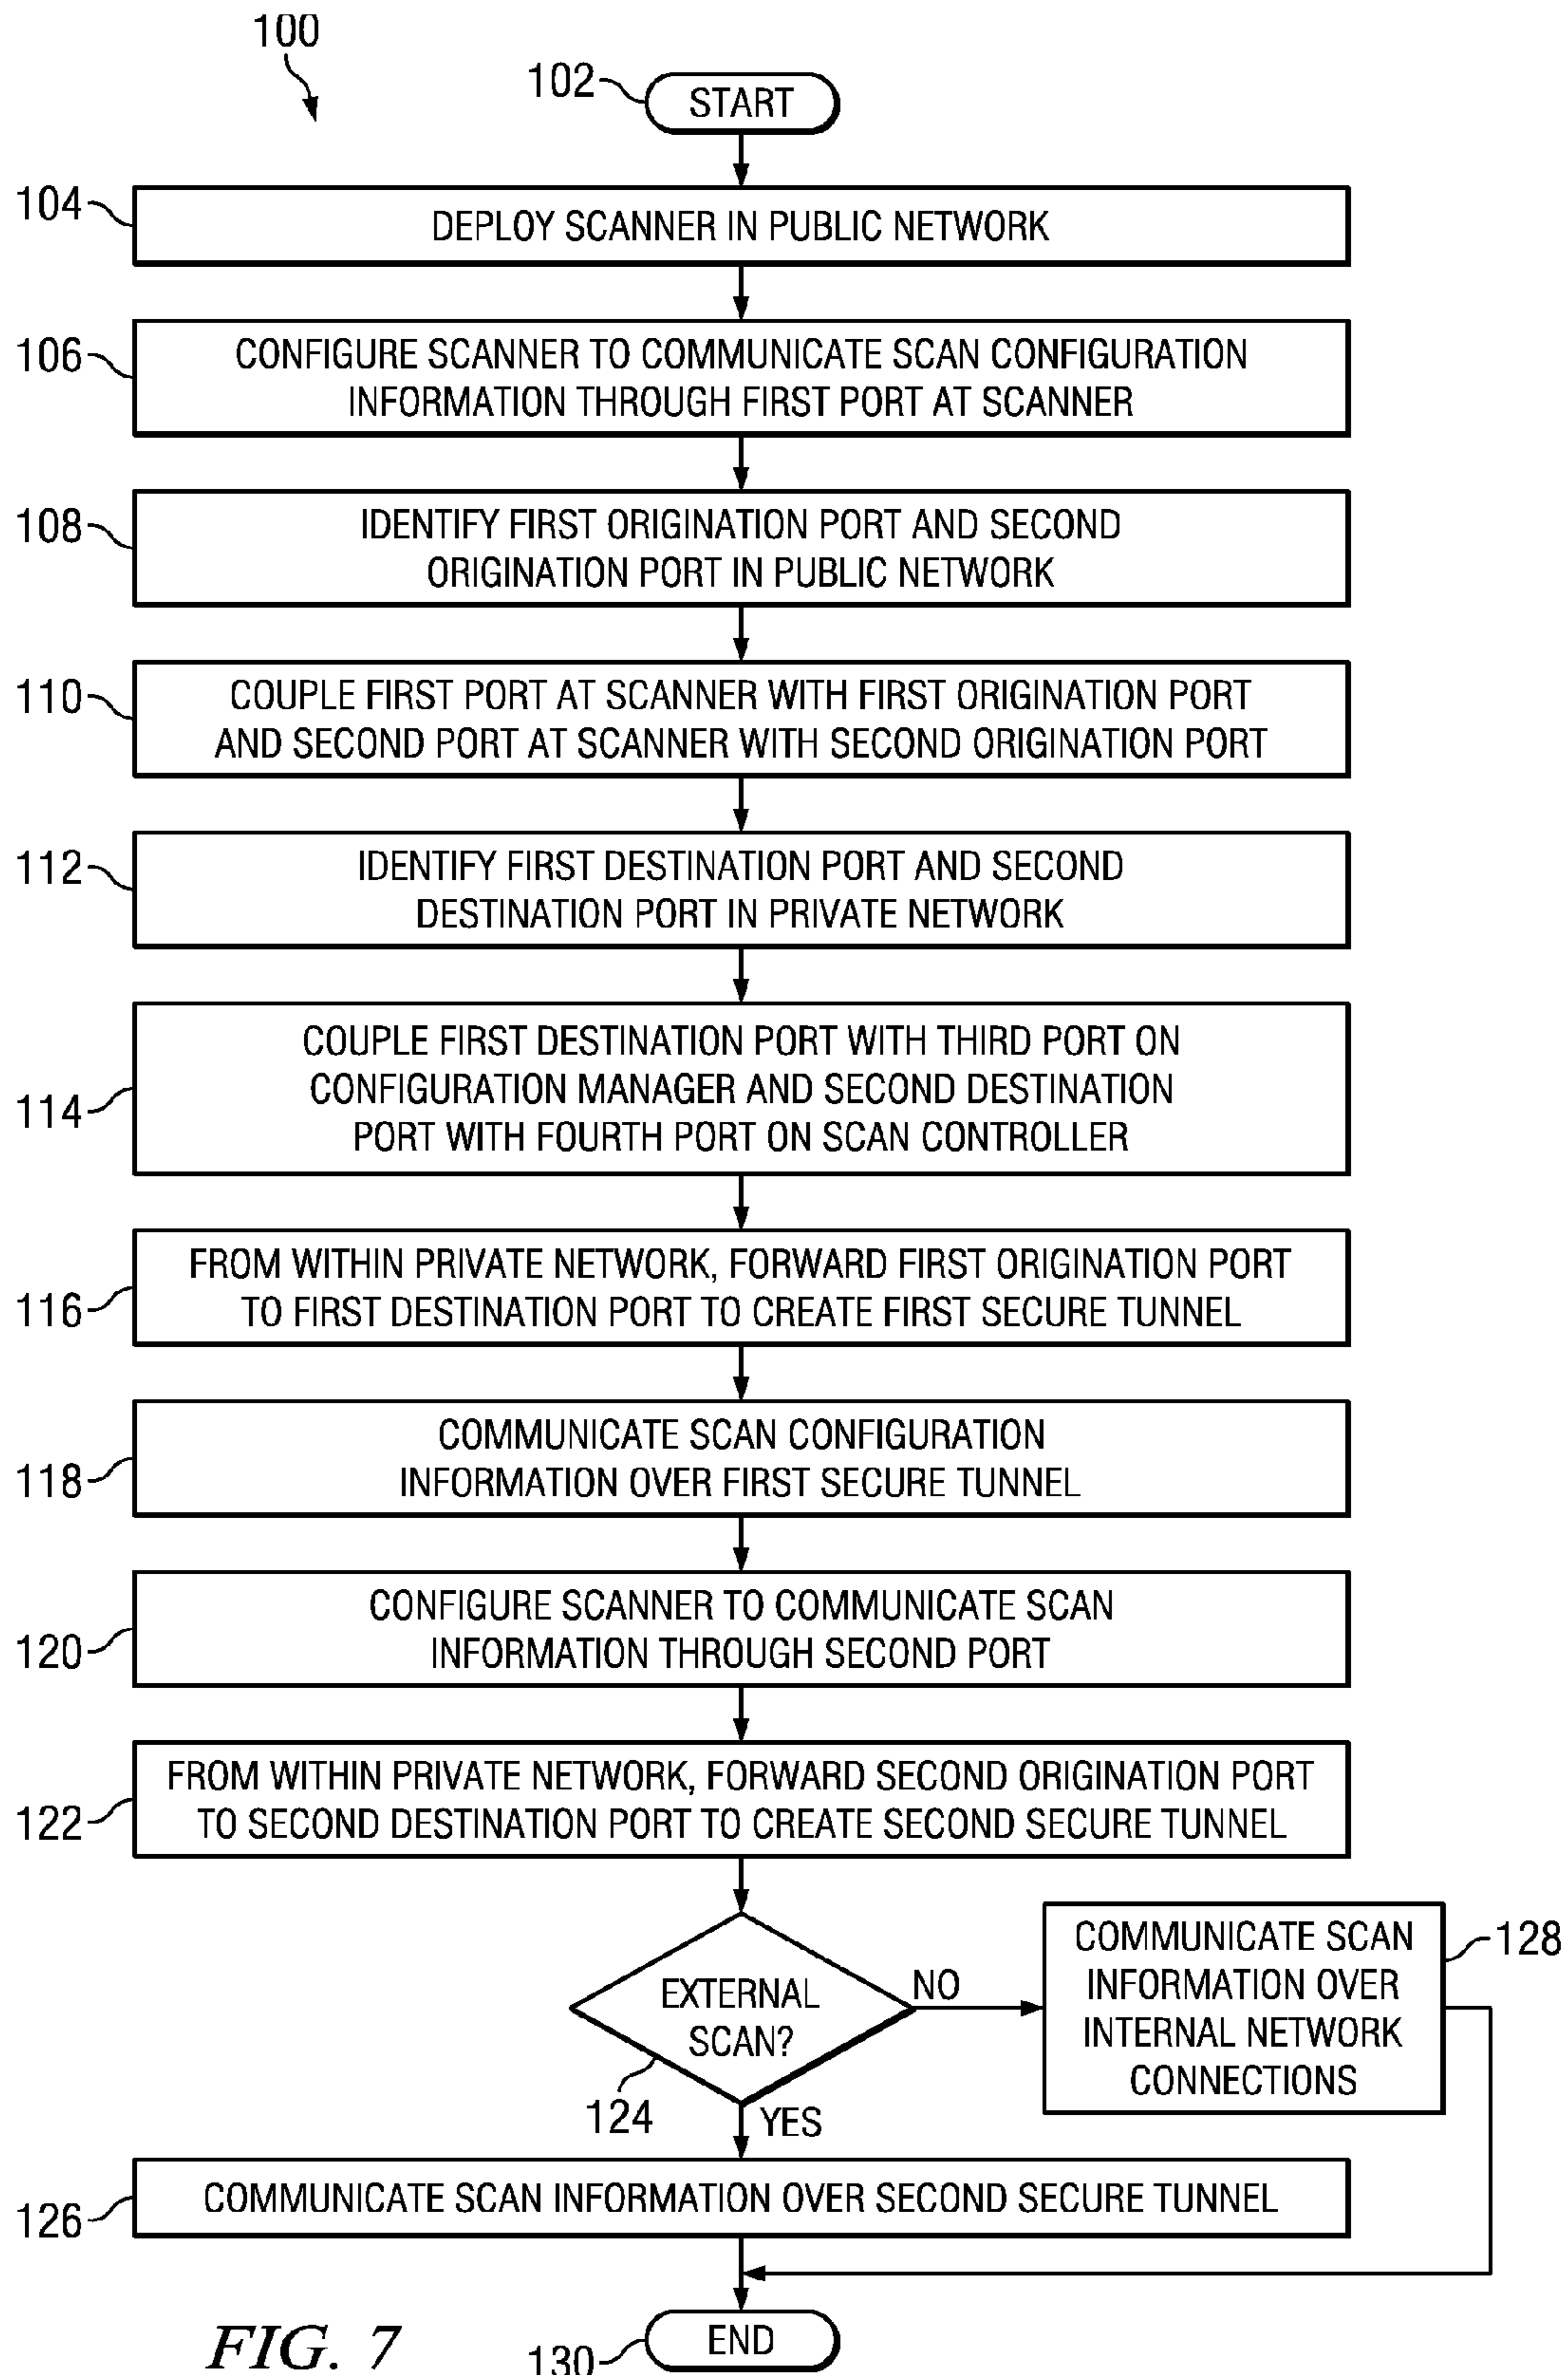 100
102
START
104
DEPLOY SCANNER IN PUBLIC NETWORK
106
CONFIGURE SCANNER TO COMMUNICATE SCAN CONFIGURATION
INFORMATION THROUGH FIRST PORT AT SCANNER
108
IDENTIFY FIRST ORIGINATION PORT AND SECOND
ORIGINATION PORT IN PUBLIC NETWORK
110
COUPLE FIRST PORT AT SCANNER WITH FIRST ORIGINATION PORT
AND SECOND PORT AT SCANNER WITH SECOND ORIGINATION PORT
112
IDENTIFY FIRST DESTINATION PORT AND SECOND
DESTINATION PORT IN PRIVATE NETWORK
114
COUPLE FIRST DESTINATION PORT WITH THIRD PORT ON
CONFIGURATION MANAGER AND SECOND DESTINATION
PORT WITH FOURTH PORT ON SCAN CONTROLLER
116
FROM WITHIN PRIVATE NETWORK, FORWARD FIRST ORIGINATION PORT
TO FIRST DESTINATION PORT TO CREATE FIRST SECURE TUNNEL
118
COMMUNICATE SCAN CONFIGURATION
INFORMATION OVER FIRST SECURE TUNNEL
120
CONFIGURE SCANNER TO COMMUNICATE SCAN
INFORMATION THROUGH SECOND PORT
122
FROM WITHIN PRIVATE NETWORK, FORWARD SECOND ORIGINATION PORT
TO SECOND DESTINATION PORT TO CREATE SECOND SECURE TUNNEL
EXTERNAL
SCAN?
124
NO
COMMUNICATE SCAN
INFORMATION OVER
INTERNAL NETWORK
CONNECTIONS
128
YES
126
COMMUNICATE SCAN INFORMATION OVER SECOND SECURE TUNNEL
END
130
FIG. 7